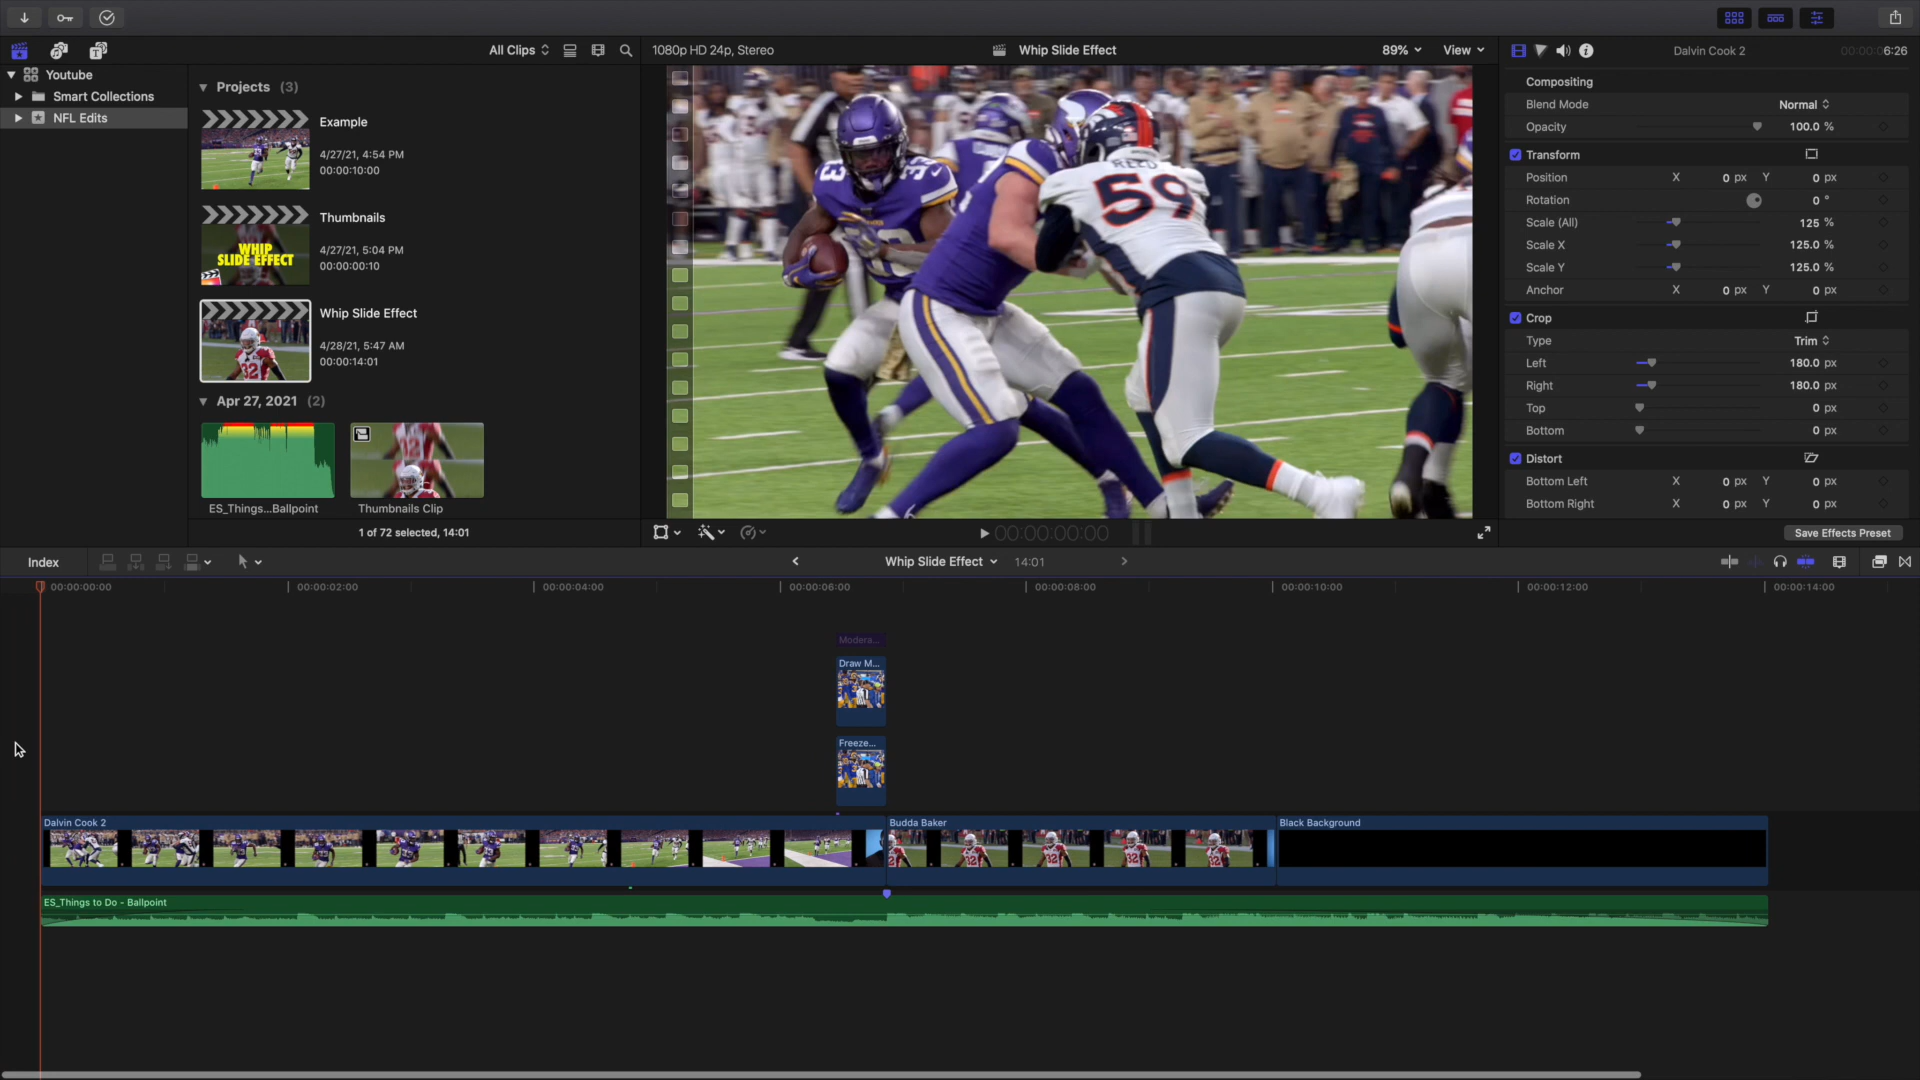 All Clips
1080p HD 24p, Stereo
Whip Slide Effect
89%
View
Dalvin Cook 2
6:26
Youtube
Smart Collections
NFL Edits
Projects (3)
Example
4/27/21, 4:54 PM
00:00:10:00
Thumbnails
4/27/21, 5:04 PM
00:00:00:10
WHIP
SLIDE EFFECT
Whip Slide Effect
4/28/21, 5:47 AM
00:00:14:01
Apr 27, 2021 (2)
ES_Things...Ballpoint
Thumbnails Clip
1 of 72 selected, 14:01
33
REED
59
00:00:00:00
Compositing
Blend Mode Normal
Opacity 100.0 %
Transform
Position X 0 px Y 0 px
Rotation 0 °
Scale (All) 125 %
Scale X 125.0 %
Scale Y 125.0 %
Anchor X 0 px Y 0 px
Crop
Type Trim
Left 180.0 px
Right 180.0 px
Top 0 px
Bottom 0 px
Distort
Bottom Left X 0 px Y 0 px
Bottom Right X 0 px Y 0 px
Save Effects Preset
Index
Whip Slide Effect 14:01
00:00:00:00 00:00:02:00 00:00:04:00 00:00:06:00 00:00:08:00 00:00:10:00 00:00:12:00 00:00:14:00
Modera...
Draw M...
Freeze...
Dalvin Cook 2
Budda Baker
Black Background
ES_Things to Do - Ballpoint